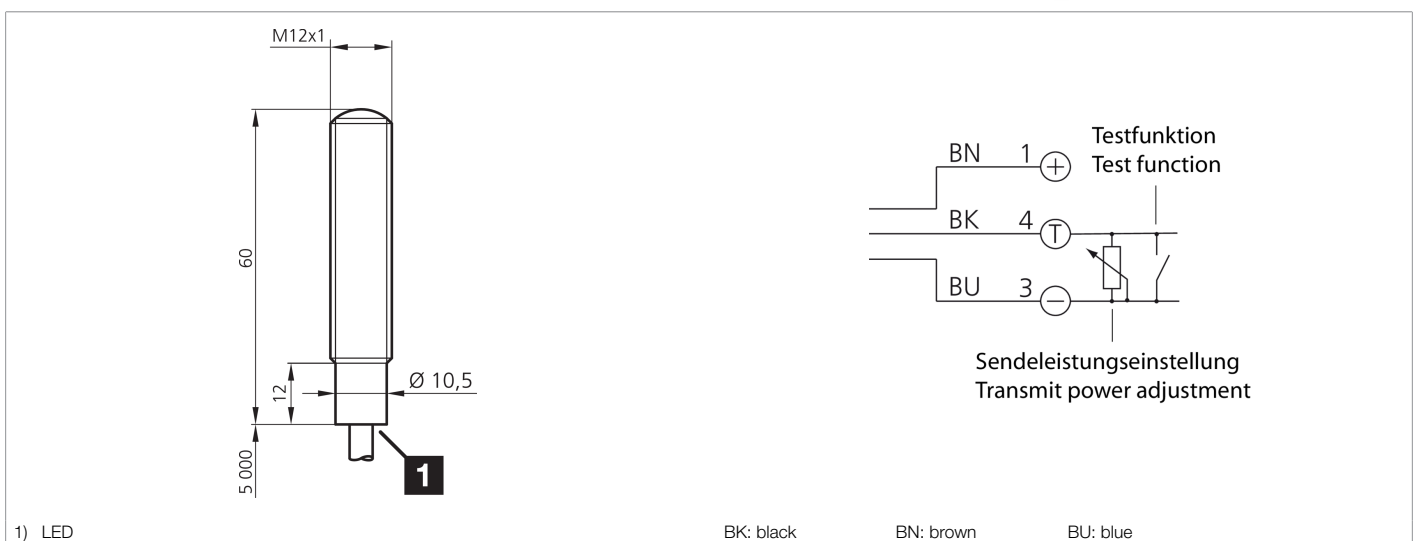 M12x1
60
12
Ø 10,5
5 000
1
Testfunktion
Test function
BN 1 +
BK 4 T
BU 3 −
Sendeleistungseinstellung
Transmit power adjustment
1) LED
BK: black BN: brown BU: blue